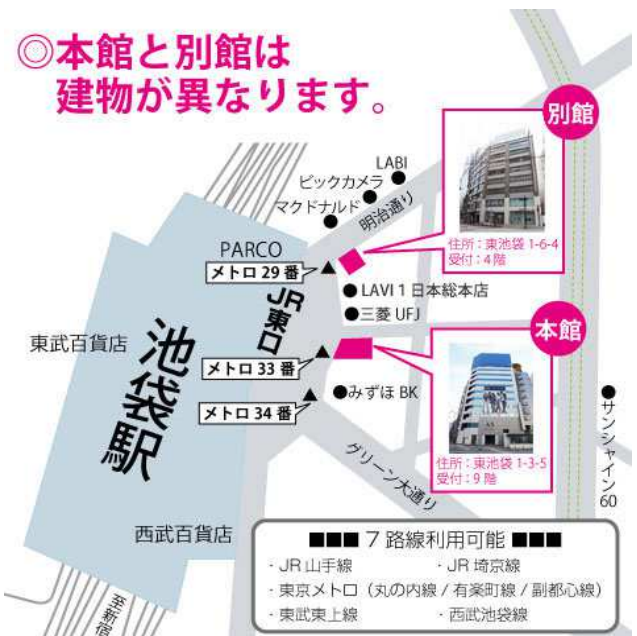 ◎本館と別館は
建物が異なります。
別館
住所：東池袋 1-6-4
受付：4 階
LABI
ビックカメラ
マクドナルド
明治通り
PARCO
メトロ 29 番
JR東口
LAVI 1 日本総本店
三菱 UFJ
本館
住所：東池袋 1-3-5
受付：9 階
東武百貨店
池袋駅
メトロ 33 番
メトロ 34 番
みずほ BK
サンシャイン60
グリーン大通り
西武百貨店
至新宿
■■■ 7 路線利用可能 ■■■
・JR 山手線
・JR 埼京線
・東京メトロ（丸の内線 / 有楽町線 / 副都心線）
・東武東上線
・西武池袋線